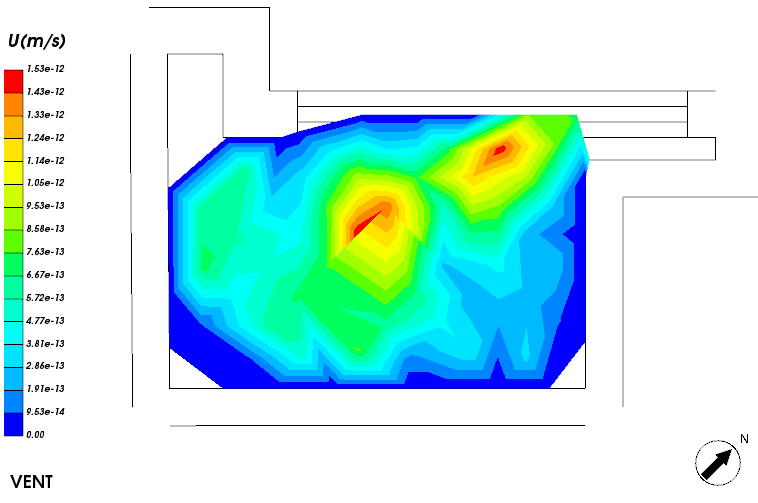 U(m/s)
1.53e-12
1.43e-12
1.33e-12
1.24e-12
1.14e-12
1.05e-12
9.53e-13
8.58e-13
7.63e-13
6.67e-13
5.72e-13
4.77e-13
3.81e-13
2.86e-13
1.91e-13
9.53e-14
0.00
N
VENT